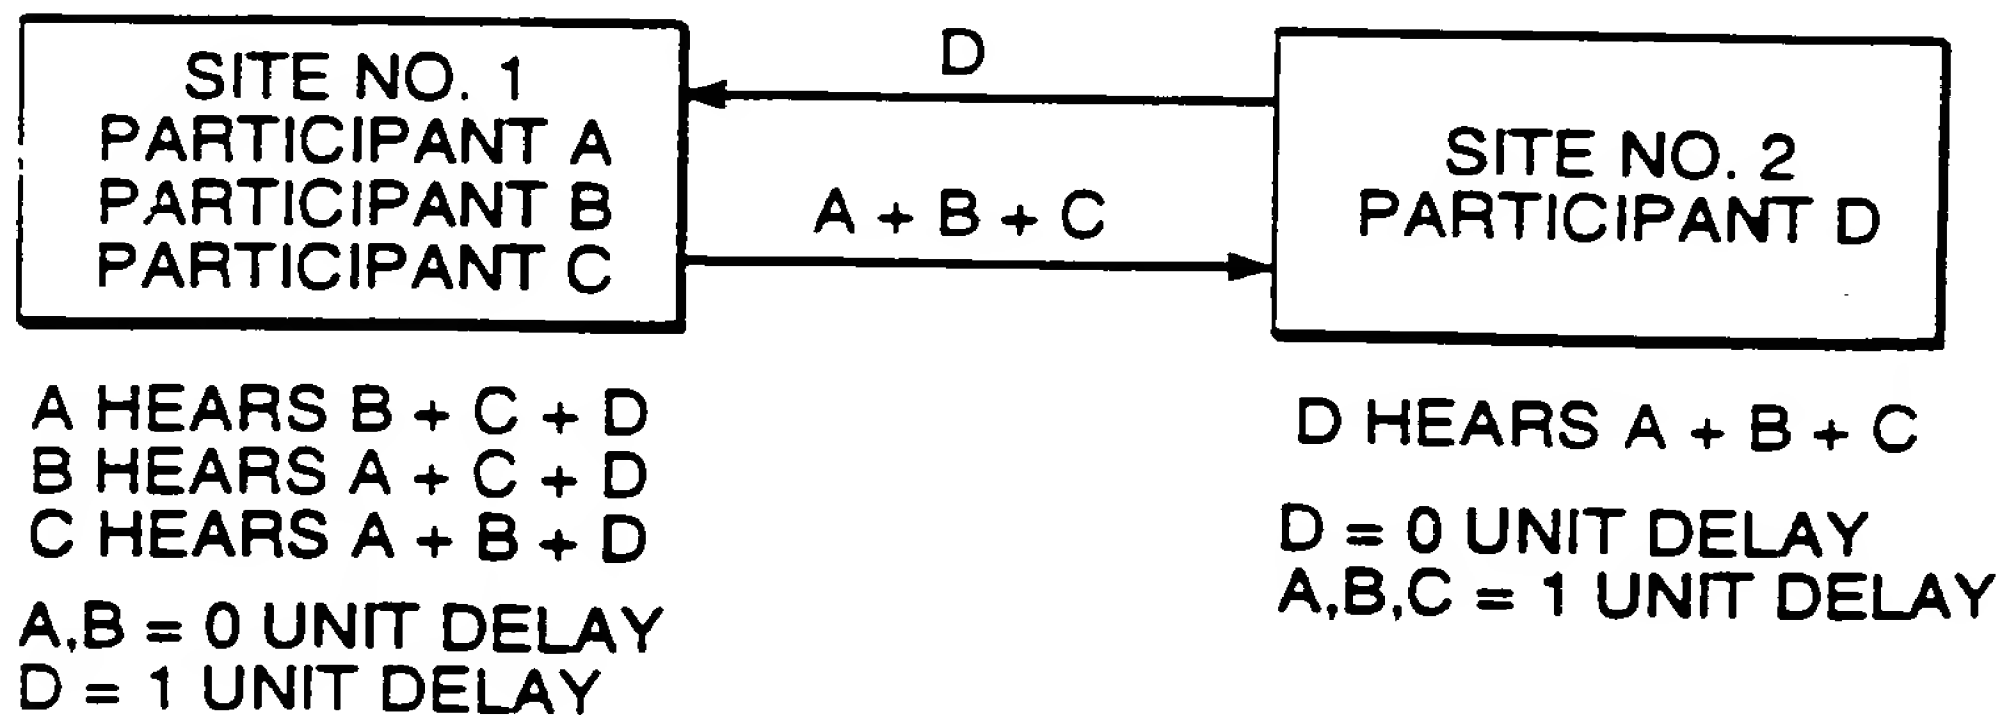 SITE NO. 1
PARTICIPANT A
PARTICIPANT B
PARTICIPANT C
D
A + B + C
SITE NO. 2
PARTICIPANT D
A HEARS B + C + D
B HEARS A + C + D
C HEARS A + B + D
A,B = 0 UNIT DELAY
D = 1 UNIT DELAY
D HEARS A + B + C
D = 0 UNIT DELAY
A,B,C = 1 UNIT DELAY